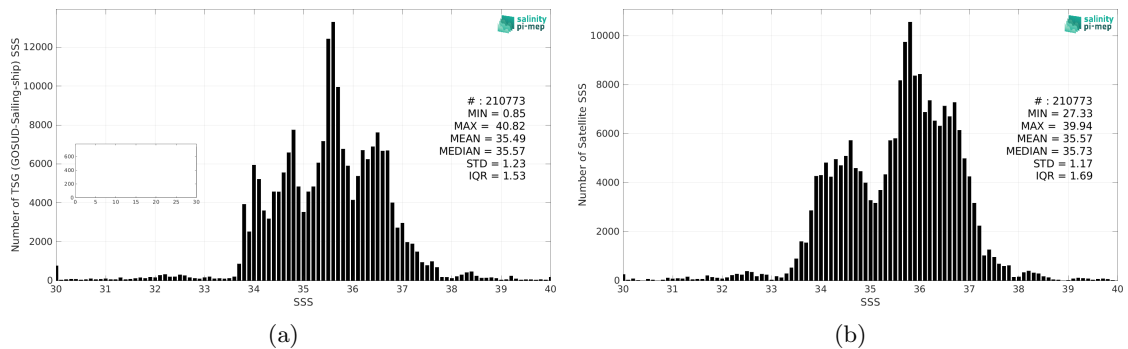 Number of TSG (GOSUD-Sailing-ship) SSS
12000
10000
8000
6000
4000
2000
0
salinity
pi-mep
# : 210773
MIN = 0.85
MAX = 40.82
MEAN = 35.49
MEDIAN = 35.57
STD = 1.23
IQR = 1.53
600
400
200
0
0 5 10 15 20 25 30
30 31 32 33 34 35 36 37 38 39 40
SSS
(a)
Number of Satellite SSS
10000
8000
6000
4000
2000
0
salinity
pi-mep
# : 210773
MIN = 27.33
MAX = 39.94
MEAN = 35.57
MEDIAN = 35.73
STD = 1.17
IQR = 1.69
30 31 32 33 34 35 36 37 38 39 40
SSS
(b)